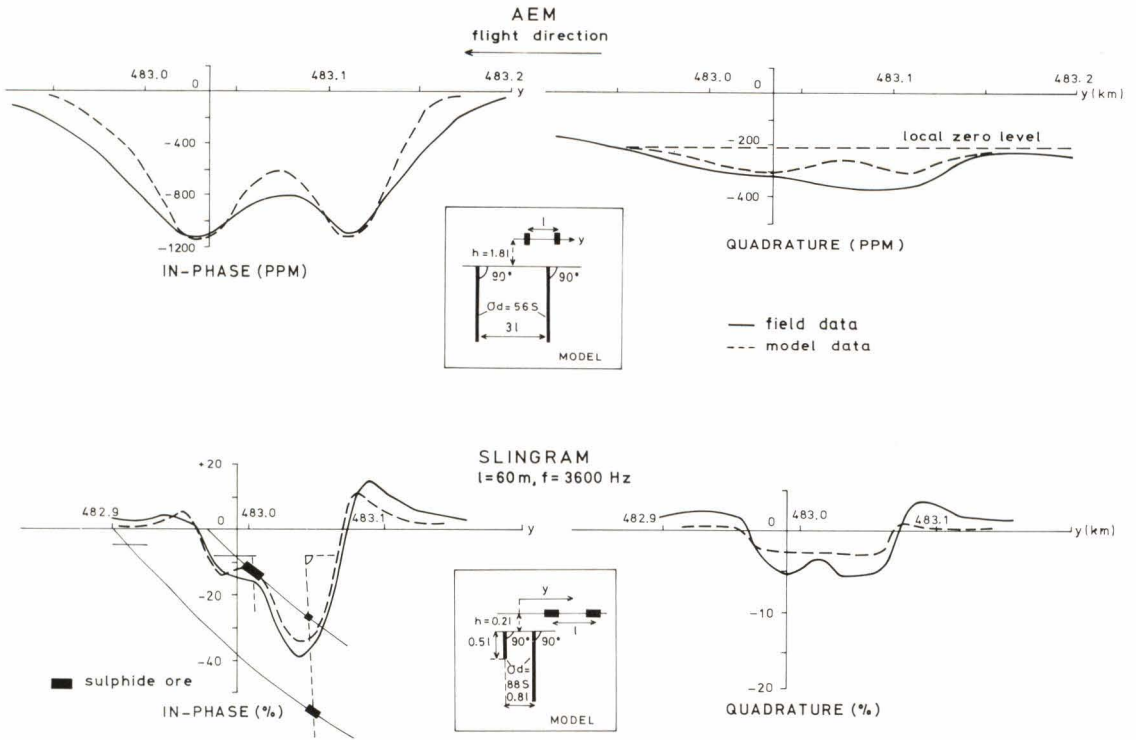 AEM
flight direction
483.0
0
483.1
483.2
y
-400
-800
-1200
IN-PHASE (PPM)
483.0
0
483.1
483.2
y(km)
-200
local zero level
-400
QUADRATURE (PPM)
l
y
h=1.8l
90°
90°
σd=56S
3l
MODEL
field data
model data
SLINGRAM
l=60m, f=3600 Hz
+20
482.9
0
483.0
483.1
y
-20
-40
sulphide ore
IN-PHASE (%)
y
h=0.2l
l
0.5l
90°
90°
σd=
88S
0.8l
MODEL
482.9
0
483.0
483.1
y(km)
-10
-20
QUADRATURE (%)